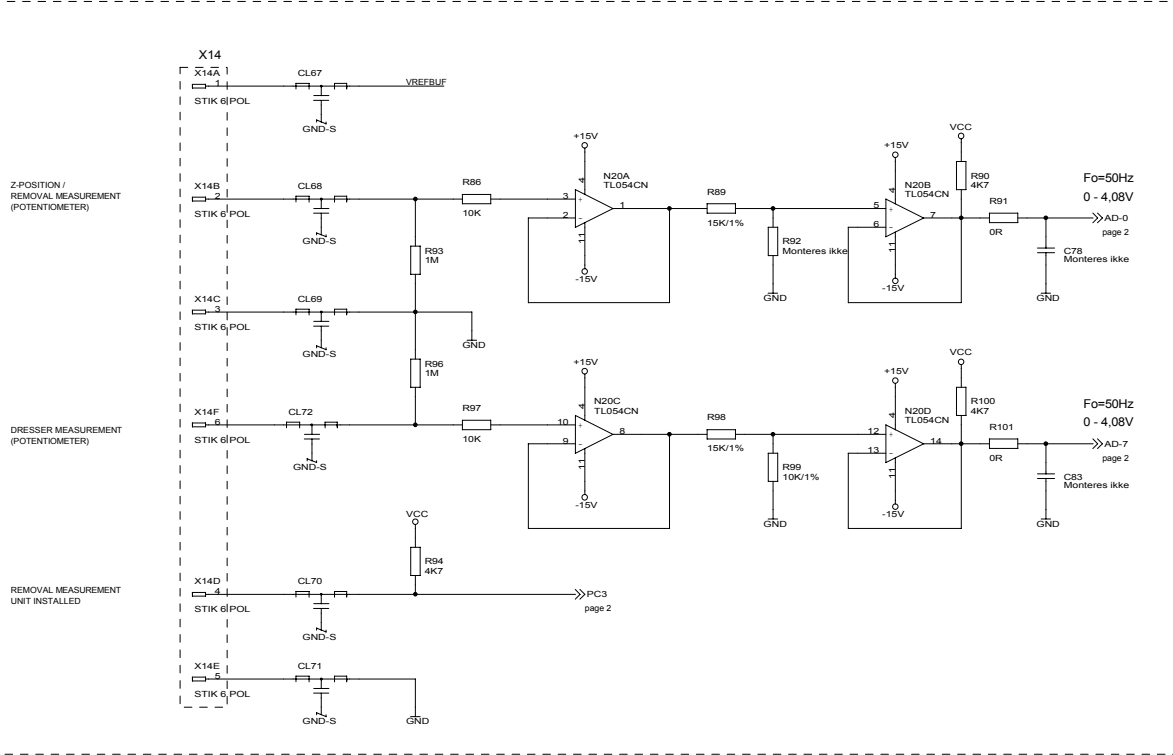 X14
X14A
1
STIK 6 POL
CL67
GND-S
VREFBUF
Z-POSITION /
REMOVAL MEASUREMENT
(POTENTIOMETER)
X14B
2
STIK 6 POL
CL68
GND-S
R86
10K
R93
1M
+15V
N20A
TL054CN
4
3
+
2
-
1
11
-15V
R89
15K/1%
R92
Monteres ikke
GND
+15V
N20B
TL054CN
4
5
+
6
-
7
11
-15V
VCC
R90
4K7
R91
0R
Fo=50Hz
0 - 4,08V
AD-0
page 2
C78
Monteres ikke
GND
X14C
3
STIK 6 POL
CL69
GND-S
GND
R96
1M
DRESSER MEASUREMENT
(POTENTIOMETER)
X14F
6
STIK 6 POL
CL72
GND-S
R97
10K
+15V
N20C
TL054CN
4
10
+
9
-
8
11
-15V
R98
15K/1%
R99
10K/1%
GND
+15V
N20D
TL054CN
4
12
+
13
-
14
11
-15V
VCC
R100
4K7
R101
0R
Fo=50Hz
0 - 4,08V
AD-7
page 2
C83
Monteres ikke
GND
VCC
R94
4K7
REMOVAL MEASUREMENT
UNIT INSTALLED
X14D
4
STIK 6 POL
CL70
GND-S
PC3
page 2
X14E
5
STIK 6 POL
CL71
GND-S
GND